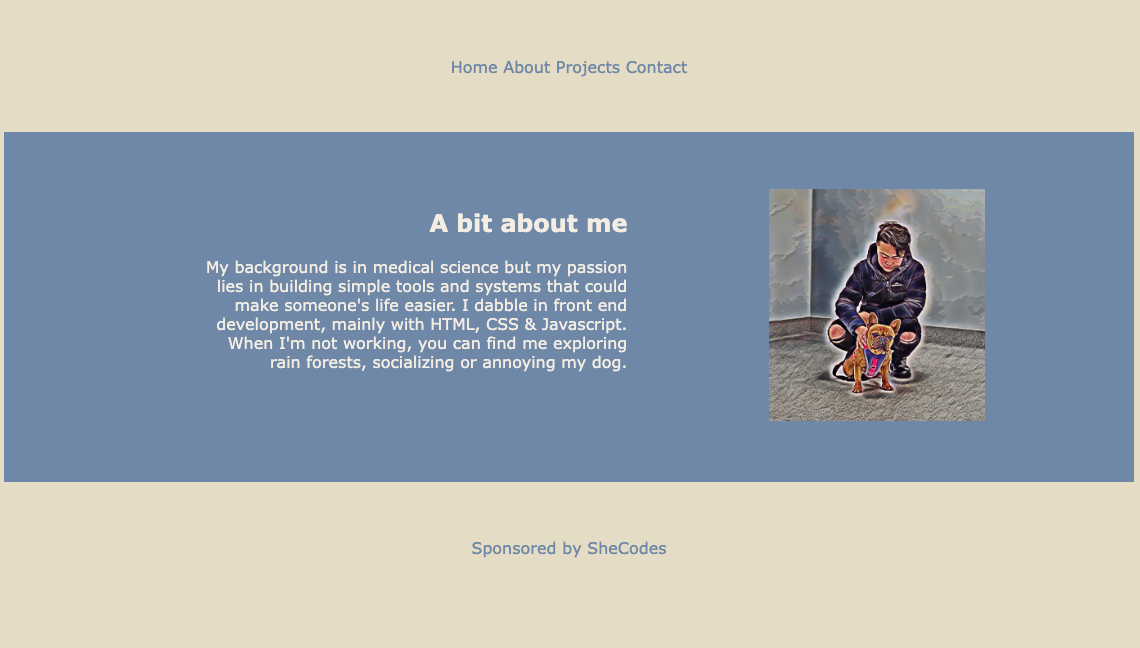 Home About Projects Contact
A bit about me
My background is in medical science but my passion
lies in building simple tools and systems that could
make someone's life easier. I dabble in front end
development, mainly with HTML, CSS & Javascript.
When I'm not working, you can find me exploring
rain forests, socializing or annoying my dog.
Sponsored by SheCodes